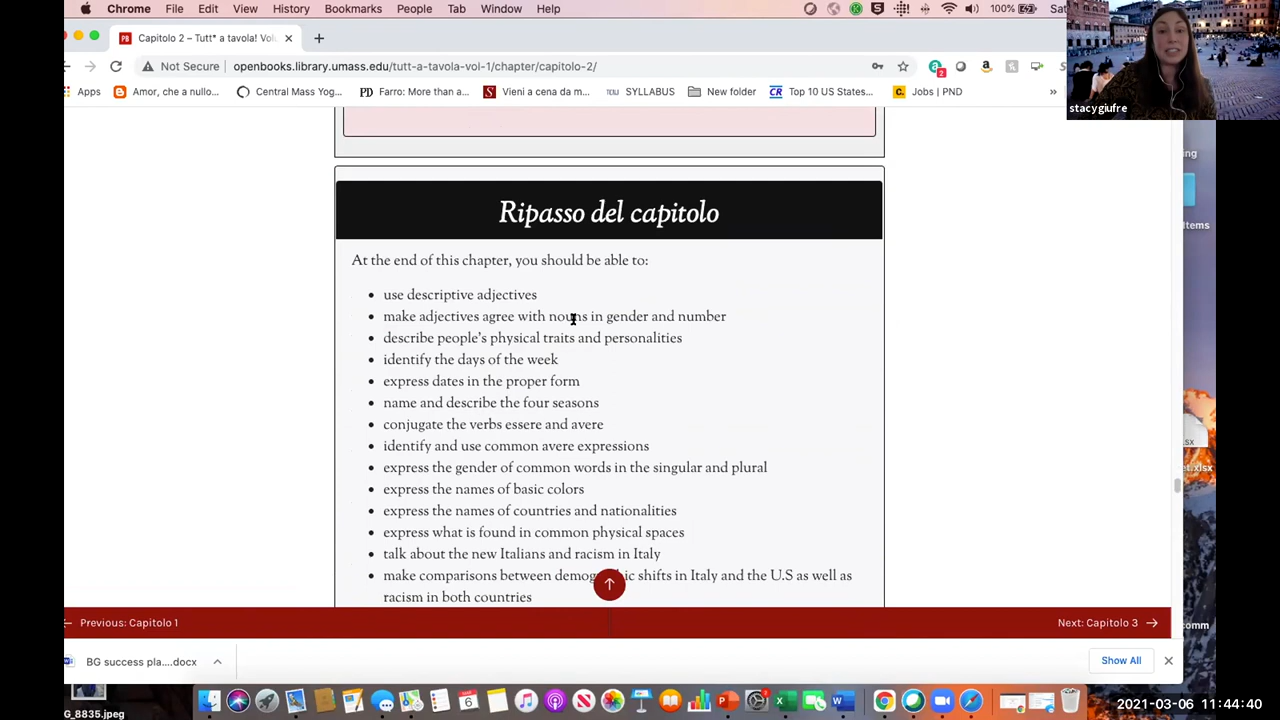 Chrome File Edit View History Bookmarks People Tab Window Help 100%
Capitolo 2 – Tutt* a tavola! Vol
Not Secure openbooks.library.umass.edu/tutt-a-tavola-vol-1/chapter/capitolo-2/
Apps Amor, che a nullo... Central Mass Yog... Farro: More than a... Vieni a cena da m... SYLLABUS New folder Top 10 US States... Jobs | PND »
stacygiufre
Ripasso del capitolo
At the end of this chapter, you should be able to:
use descriptive adjectives
make adjectives agree with nouns in gender and number
describe people's physical traits and personalities
identify the days of the week
express dates in the proper form
name and describe the four seasons
conjugate the verbs essere and avere
identify and use common avere expressions
express the gender of common words in the singular and plural
express the names of basic colors
express the names of countries and nationalities
express what is found in common physical spaces
talk about the new Italians and racism in Italy
make comparisons between shifts in Italy and the U.S as well as
racism in both countries
← Previous: Capitolo 1 Next: Capitolo 3 →
BG success pla....docx Show All
G_8835.jpeg
2021-03-06 11:44:40